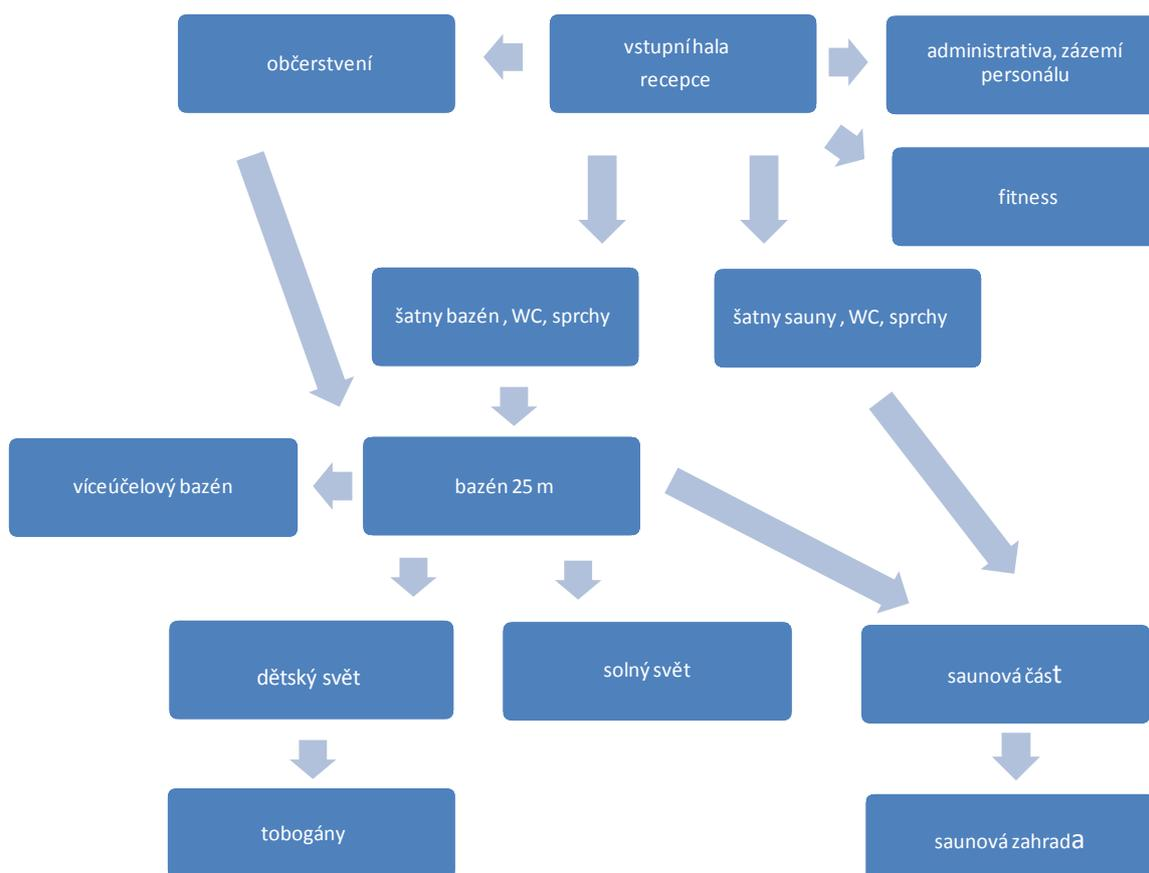 občerstvení
vstupní hala
recepce
administrativa, zázemí
personálu
fitness
šatny bazén , WC, sprchy
šatny sauny , WC, sprchy
víceúčelový bazén
bazén 25 m
dětský svět
solný svět
saunová část
tobogány
saunová zahrada